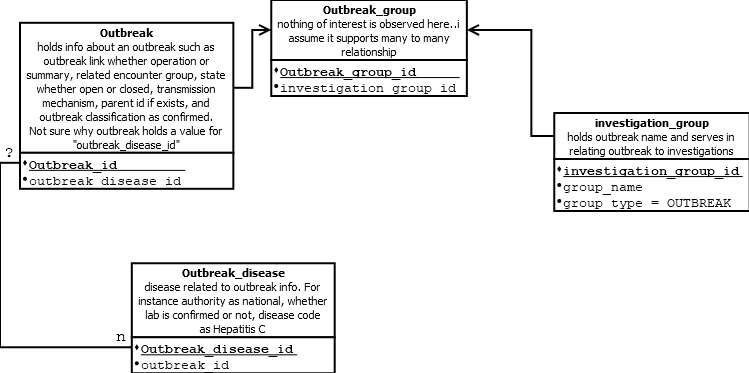 Outbreak
holds info about an outbreak such as
outbreak link whether operation or
summary, related encounter group, state
whether open or closed, transmission
mechanism, parent id if exists, and
outbreak classification as confirmed.
Not sure why outbreak holds a value for
"outbreak_disease_id"
Outbreak_id
outbreak_disease_id
Outbreak_group
nothing of interest is observed here..i
assume it supports many to many
relationship
Outbreak_group_id
investigation_group_id
investigation_group
holds outbreak name and serves in
relating outbreak to investigations
investigation_group_id
group_name
group_type = OUTBREAK
?
n
Outbreak_disease
disease related to outbreak info. For
instance authority as national, whether
lab is confirmed or not, disease code
as Hepatitis C
Outbreak_disease_id
outbreak_id